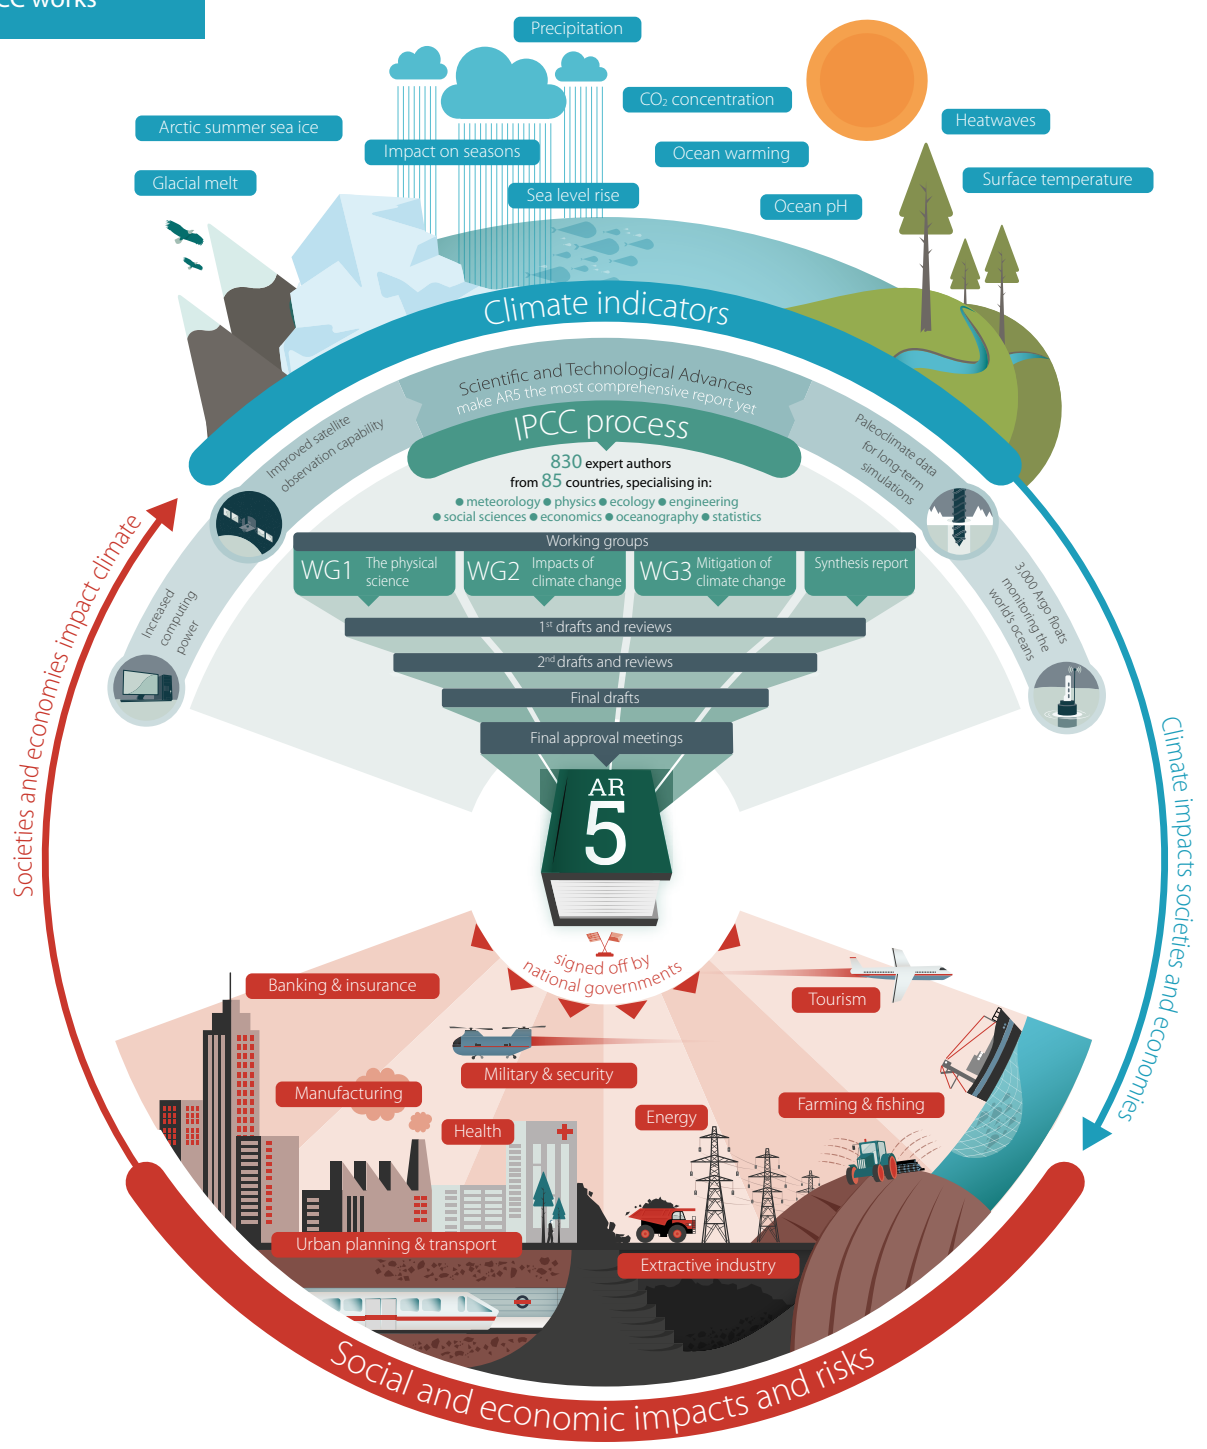 CC works
Precipitation
CO₂ concentration
Heatwaves
Arctic summer sea ice
Impact on seasons
Ocean warming
Surface temperature
Glacial melt
Sea level rise
Ocean pH
Climate indicators
Scientific and Technological Advances
make AR5 the most comprehensive report yet
Improved satellite
observation capability
Paleoclimate data
for long-term
simulations
IPCC process
830 expert authors
from 85 countries, specialising in:
● meteorology ● physics ● ecology ● engineering
● social sciences ● economics ● oceanography ● statistics
Working groups
WG1 The physical
science
WG2 Impacts of
climate change
WG3 Mitigation of
climate change
Synthesis report
Increased
computing
power
3,000 Argo floats
monitoring the
world's oceans
1st drafts and reviews
2nd drafts and reviews
Final drafts
Final approval meetings
AR
5
Societies and economies impact climate
Climate impacts societies and economies
signed off by
national governments
Banking & insurance
Tourism
Military & security
Manufacturing
Farming & fishing
Energy
Health
Urban planning & transport
Extractive industry
Social and economic impacts and risks